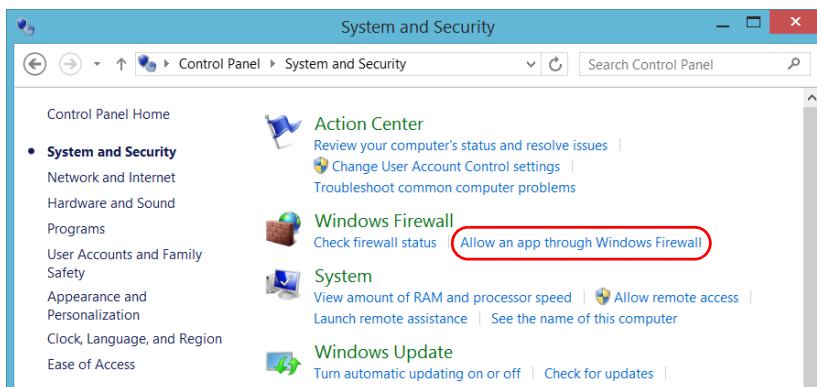 System and Security
Control Panel System and Security
Search Control Panel
Control Panel Home
System and Security
Network and Internet
Hardware and Sound
Programs
User Accounts and Family
Safety
Appearance and
Personalization
Clock, Language, and Region
Ease of Access
Action Center
Review your computer's status and resolve issues
Change User Account Control settings
Troubleshoot common computer problems
Windows Firewall
Check firewall status Allow an app through Windows Firewall
System
View amount of RAM and processor speed Allow remote access
Launch remote assistance See the name of this computer
Windows Update
Turn automatic updating on or off Check for updates